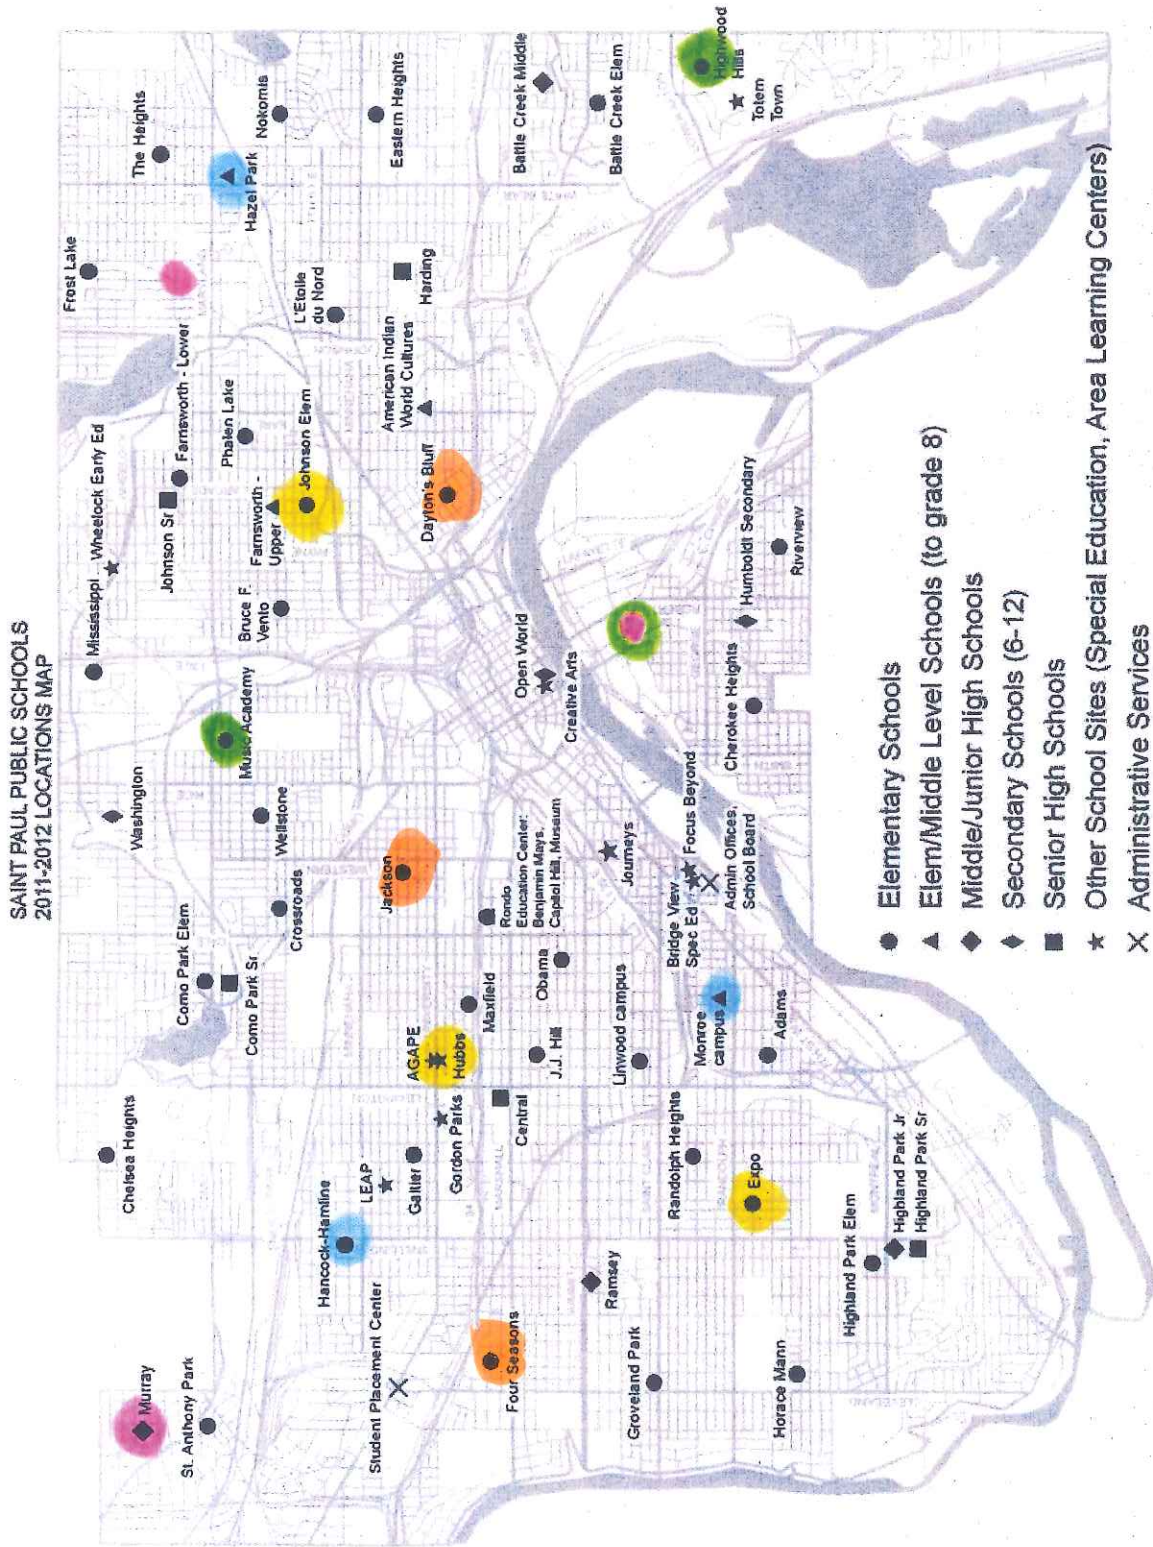 SAINT PAUL PUBLIC SCHOOLS
2011-2012 LOCATIONS MAP
Murray
St. Anthony Park
Chelsea Heights
Como Park Elem
Como Park Sr
Washington
Mississippi
Wheelock Early Ed
Music Academy
Wellstone
Crossroads
Johnson Sr
Farnsworth - Lower
Frost Lake
The Heights
Hazel Park
Nokomis
Eastern Heights
Phalen Lake
Bruce F.
Vento
Farnsworth -
Upper
Johnson Elem
L'Etoile
du Nord
Harding
American Indian
World Cultures
Dayton's Bluff
Hancock-Hamline
Student Placement Center
LEAP
Galtier
Gordon Parks
AGAPE
Hubbs
Jackson
Maxfield
Central
Four Seasons
Rondo
Education Center:
Benjamin Mays,
Capitol Hill, Museum
Obama
J.J. Hill
Open World
Creative Arts
Battle Creek Middle
Battle Creek Elem
Highwood
Hills
Totem
Town
Ramsey
Groveland Park
Linwood campus
Journeys
Bridge View
Spec Ed
Focus Beyond
Admin Offices,
School Board
Monroe
campus
Adams
Randolph Heights
Expo
Cherokee Heights
Humboldt Secondary
Riverview
Horace Mann
Highland Park Elem
Highland Park Jr
Highland Park Sr
Elementary Schools
Elem/Middle Level Schools (to grade 8)
Middle/Junior High Schools
Secondary Schools (6-12)
Senior High Schools
Other School Sites (Special Education, Area Learning Centers)
Administrative Services